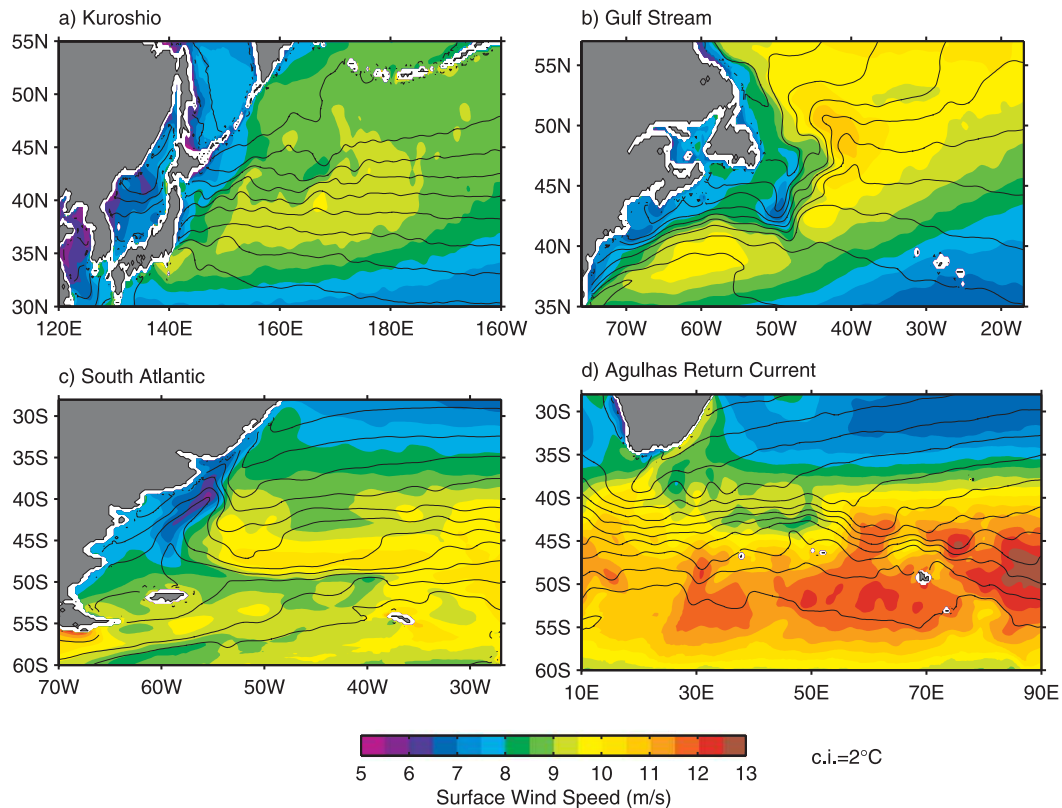 a) Kuroshio
55N
50N
45N
40N
35N
30N
120E 140E 160E 180E 160W
b) Gulf Stream
55N
50N
45N
40N
35N
70W 60W 50W 40W 30W 20W
c) South Atlantic
30S
35S
40S
45S
50S
55S
60S
70W 60W 50W 40W 30W
d) Agulhas Return Current
30S
35S
40S
45S
50S
55S
60S
10E 30E 50E 70E 90E
5 6 7 8 9 10 11 12 13
Surface Wind Speed (m/s)
c.i.=2°C